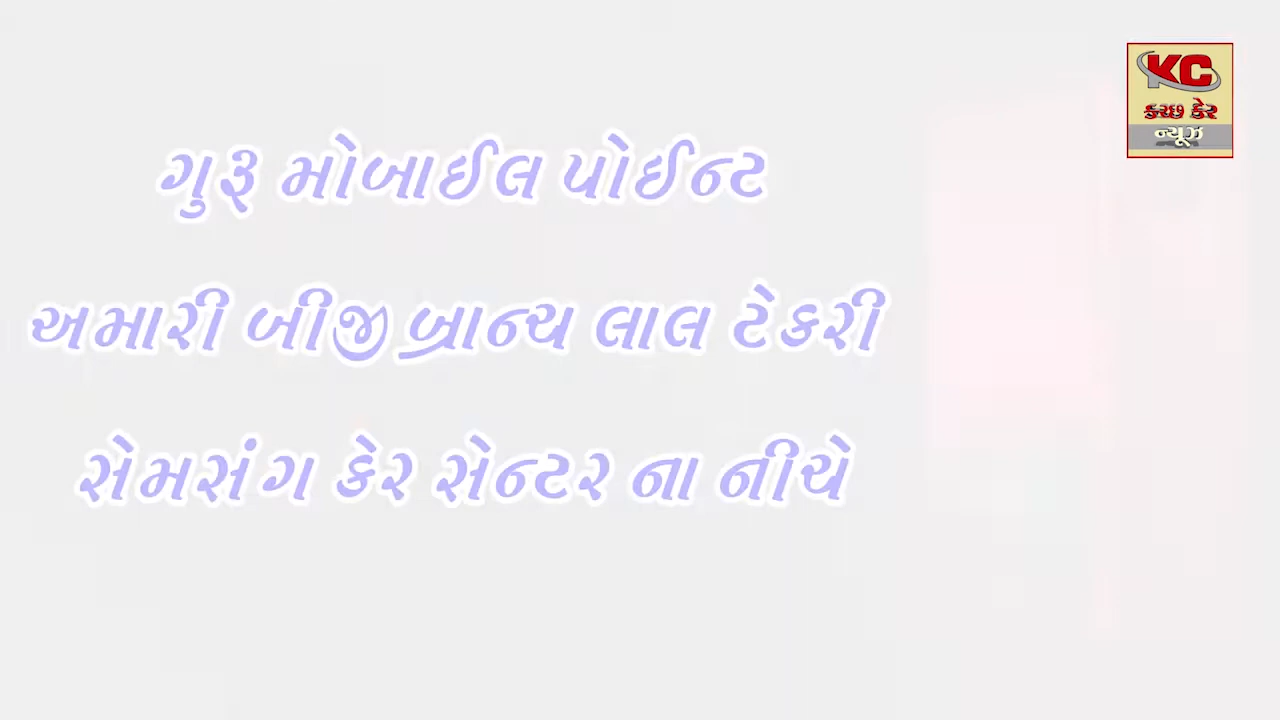 KC
કચ્છ કેર
ન્યૂઝ
ગુરૂ મોબાઈલ પોઈન્ટ
અમારી બીજી બ્રાન્ચ લાલ ટેકરી
સેમસંગ કેર સેન્ટર ના નીચે